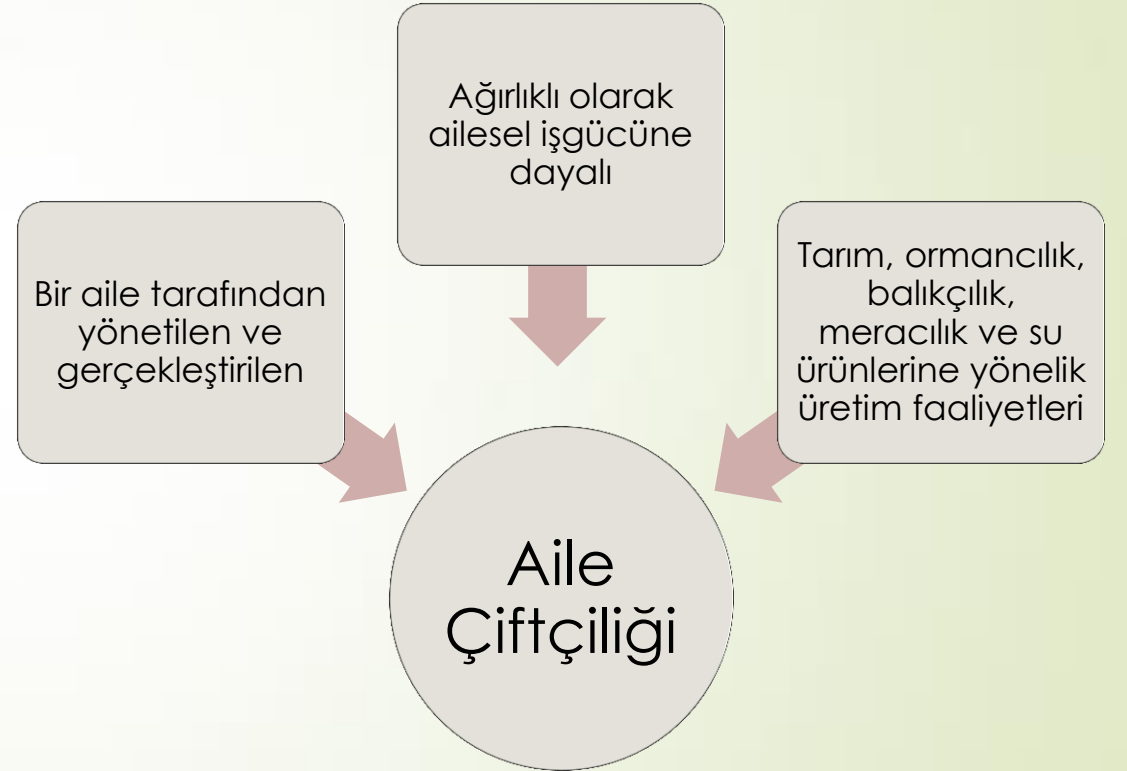 Ağırlıklı olarak
ailesel işgücüne
dayalı
Bir aile tarafından
yönetilen ve
gerçekleştirilen
Tarım, ormancılık,
balıkçılık,
meracılık ve su
ürünlerine yönelik
üretim faaliyetleri
Aile
Çiftçiliği